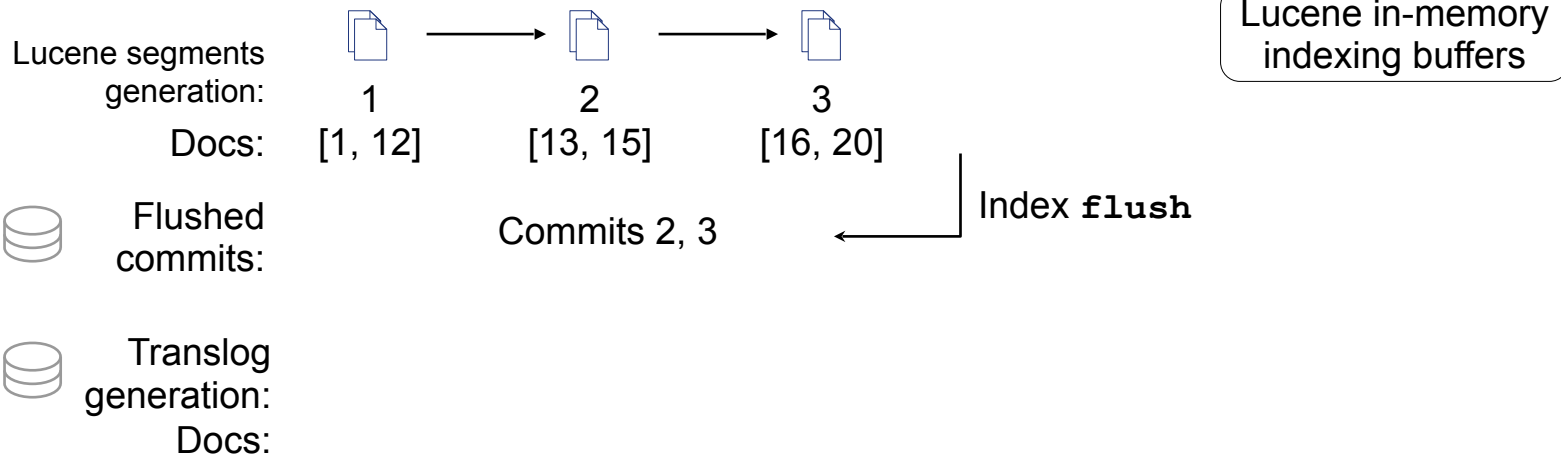 Lucene in-memory
indexing buffers
Lucene segments
generation:
1 2 3
Docs: [1, 12] [13, 15] [16, 20]
Index flush
Flushed
commits:
Commits 2, 3
Translog
generation:
Docs: